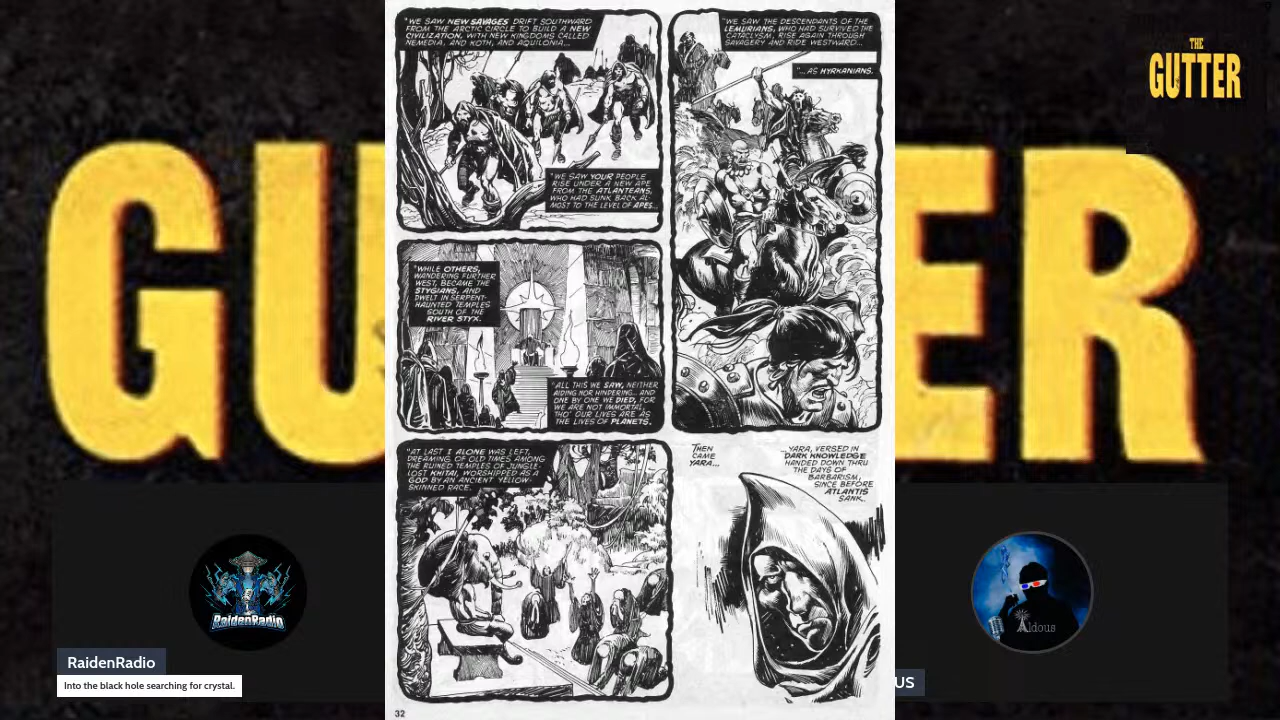 "WE SAW NEW SAVAGES DRIFT SOUTHWARD
FROM THE ARCTIC CIRCLE TO BUILD A NEW
CIVILIZATION, WITH NEW KINGDOMS CALLED
NEMEDIA, AND KOTH, AND AQUILONIA...
"WE SAW YOUR PEOPLE
RISE UNDER A NEW APE
FROM THE ATLANTEANS,
WHO HAD SUNK BACK AL-
MOST TO THE LEVEL OF APES...
"WE SAW THE DESCENDANTS OF THE
LEMURIANS, WHO HAD SURVIVED THE
CATACLYSM, RISE AGAIN THROUGH
SAVAGERY AND RIDE WESTWARD...
"...AS HYRKANIANS.
"WHILE OTHERS,
WANDERING FURTHER
WEST, BECAME THE
STYGIANS, AND
DWELT IN SERPENT-
HAUNTED TEMPLES
SOUTH OF THE
RIVER STYX.
"ALL THIS WE SAW, NEITHER
AIDING NOR HINDERING... AND
ONE BY ONE WE DIED, FOR
WE ARE NOT IMMORTAL,
THO' OUR LIVES ARE AS
THE LIVES OF PLANETS.
"AT LAST I ALONE WAS LEFT,
DREAMING OF OLD TIMES AMONG
THE RUINED TEMPLES OF JUNGLE-
LOST KHITAI, WORSHIPPED AS A
GOD BY AN ANCIENT YELLOW-
SKINNED RACE.
THEN
CAME
YARA...
...YARA, VERSED IN
DARK KNOWLEDGE
HANDED DOWN THRU
THE DAYS OF
BARBARISM,
SINCE BEFORE
ATLANTIS
SANK..
32
THE
GUTTER
GU
ER
RaidenRadio
RaidenRadio
Into the black hole searching for crystal.
Aldous
US